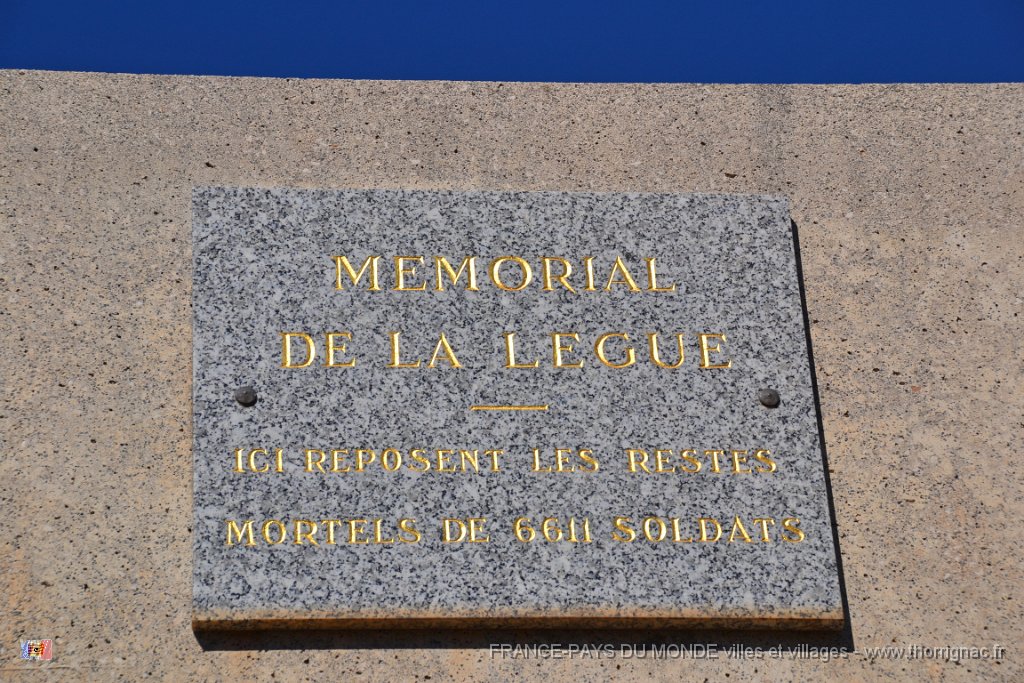 MEMORIAL
DE LA LEGUE
ICI REPOSENT LES RESTES
MORTELS DE 6611 SOLDATS
FRANCE-PAYS DU MONDE villes et villages - www.thorrignac.fr